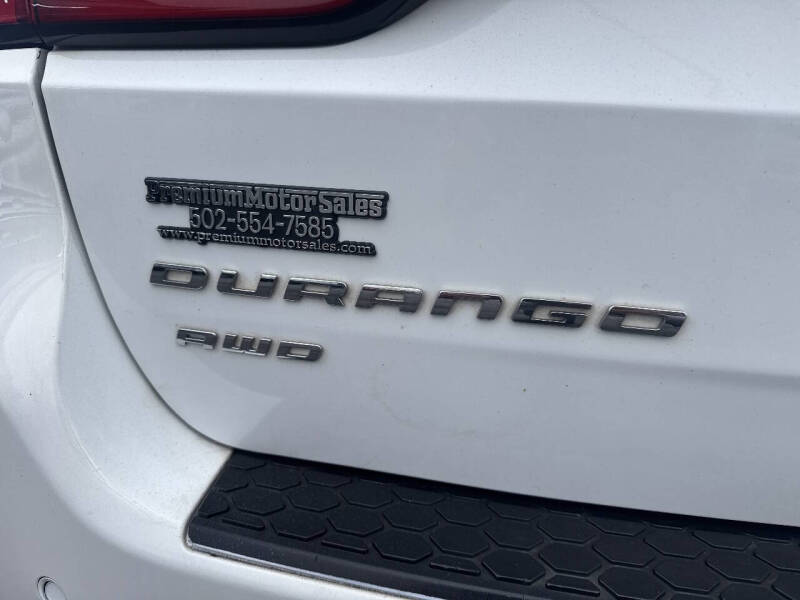 PremiumMotorSales
502-554-7585
www.premiummotorsales.com
DURANGO
AWD